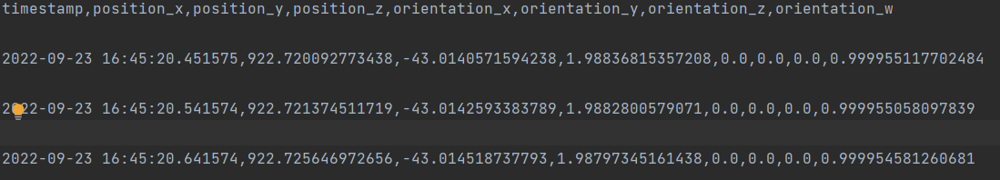 timestamp,position_x,position_y,position_z,orientation_x,orientation_y,orientation_z,orientation_w
2022-09-23 16:45:20.451575,922.720092773438,-43.0140571594238,1.98836815357208,0.0,0.0,0.0,0.999955117702484
2022-09-23 16:45:20.541574,922.721374511719,-43.0142593383789,1.9882800579071,0.0,0.0,0.0,0.999955058097839
2022-09-23 16:45:20.641574,922.725646972656,-43.014518737793,1.98797345161438,0.0,0.0,0.0,0.999954581260681